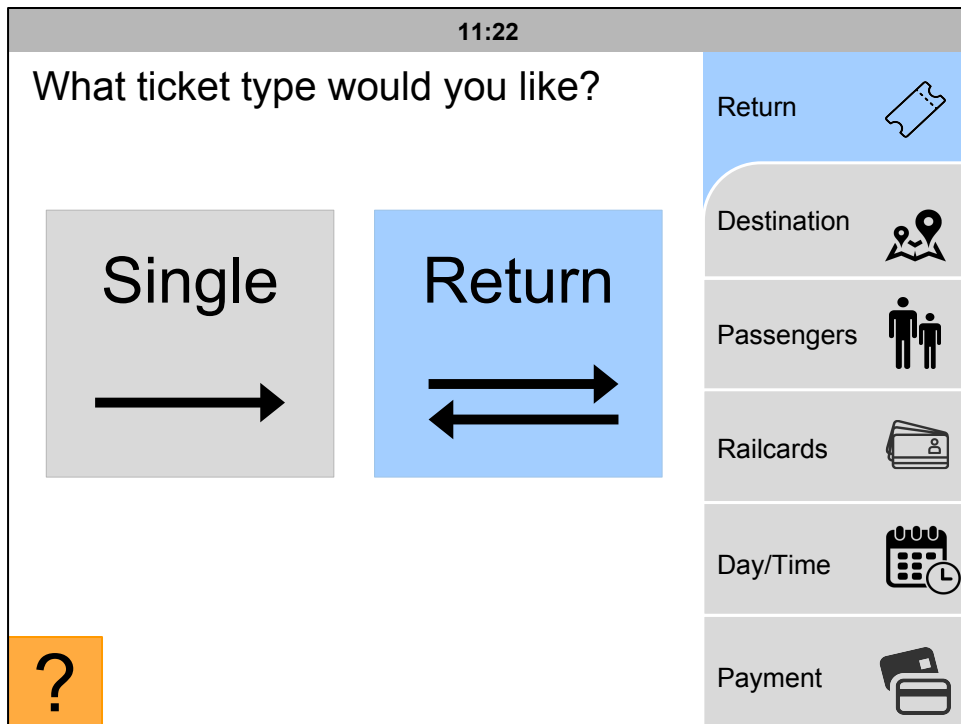 11:22
What ticket type would you like?
Single
Return
Return
Destination
Passengers
Railcards
Day/Time
Payment
?